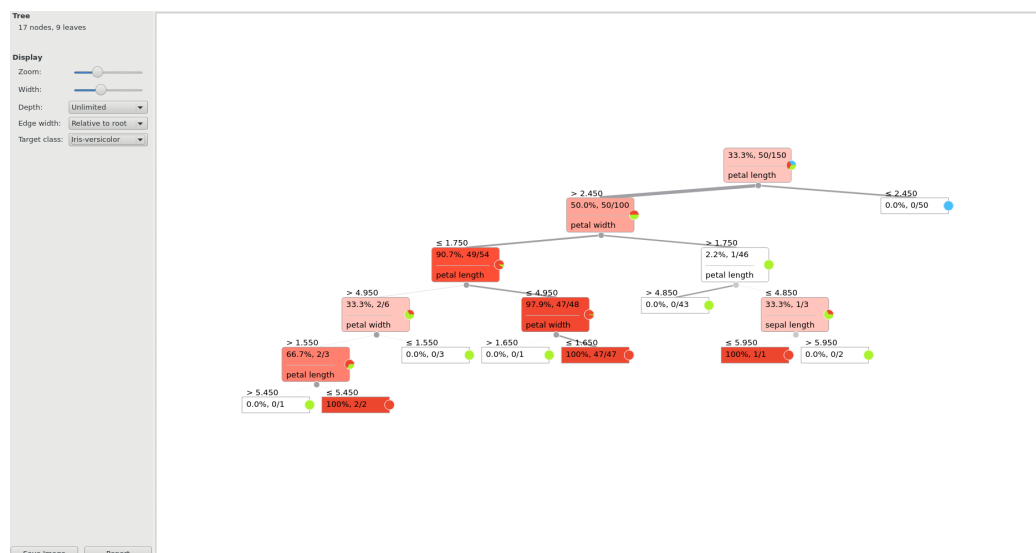 Tree
17 nodes, 9 leaves
Display
Zoom:
Width:
Depth: Unlimited
Edge width: Relative to root
Target class: Iris-versicolor
33.3%, 50/150
petal length
> 2.450
50.0%, 50/100
petal width
≤ 2.450
0.0%, 0/50
≤ 1.750
90.7%, 49/54
petal length
> 1.750
2.2%, 1/46
petal length
> 4.950
33.3%, 2/6
petal width
≤ 4.950
97.9%, 47/48
petal width
> 4.850
0.0%, 0/43
≤ 4.850
33.3%, 1/3
sepal length
> 1.550
66.7%, 2/3
petal length
≤ 1.550
0.0%, 0/3
> 1.650
0.0%, 0/1
≤ 1.650
100%, 47/47
≤ 5.950
100%, 1/1
> 5.950
0.0%, 0/2
> 5.450
0.0%, 0/1
≤ 5.450
100%, 2/2
Save Image
Report